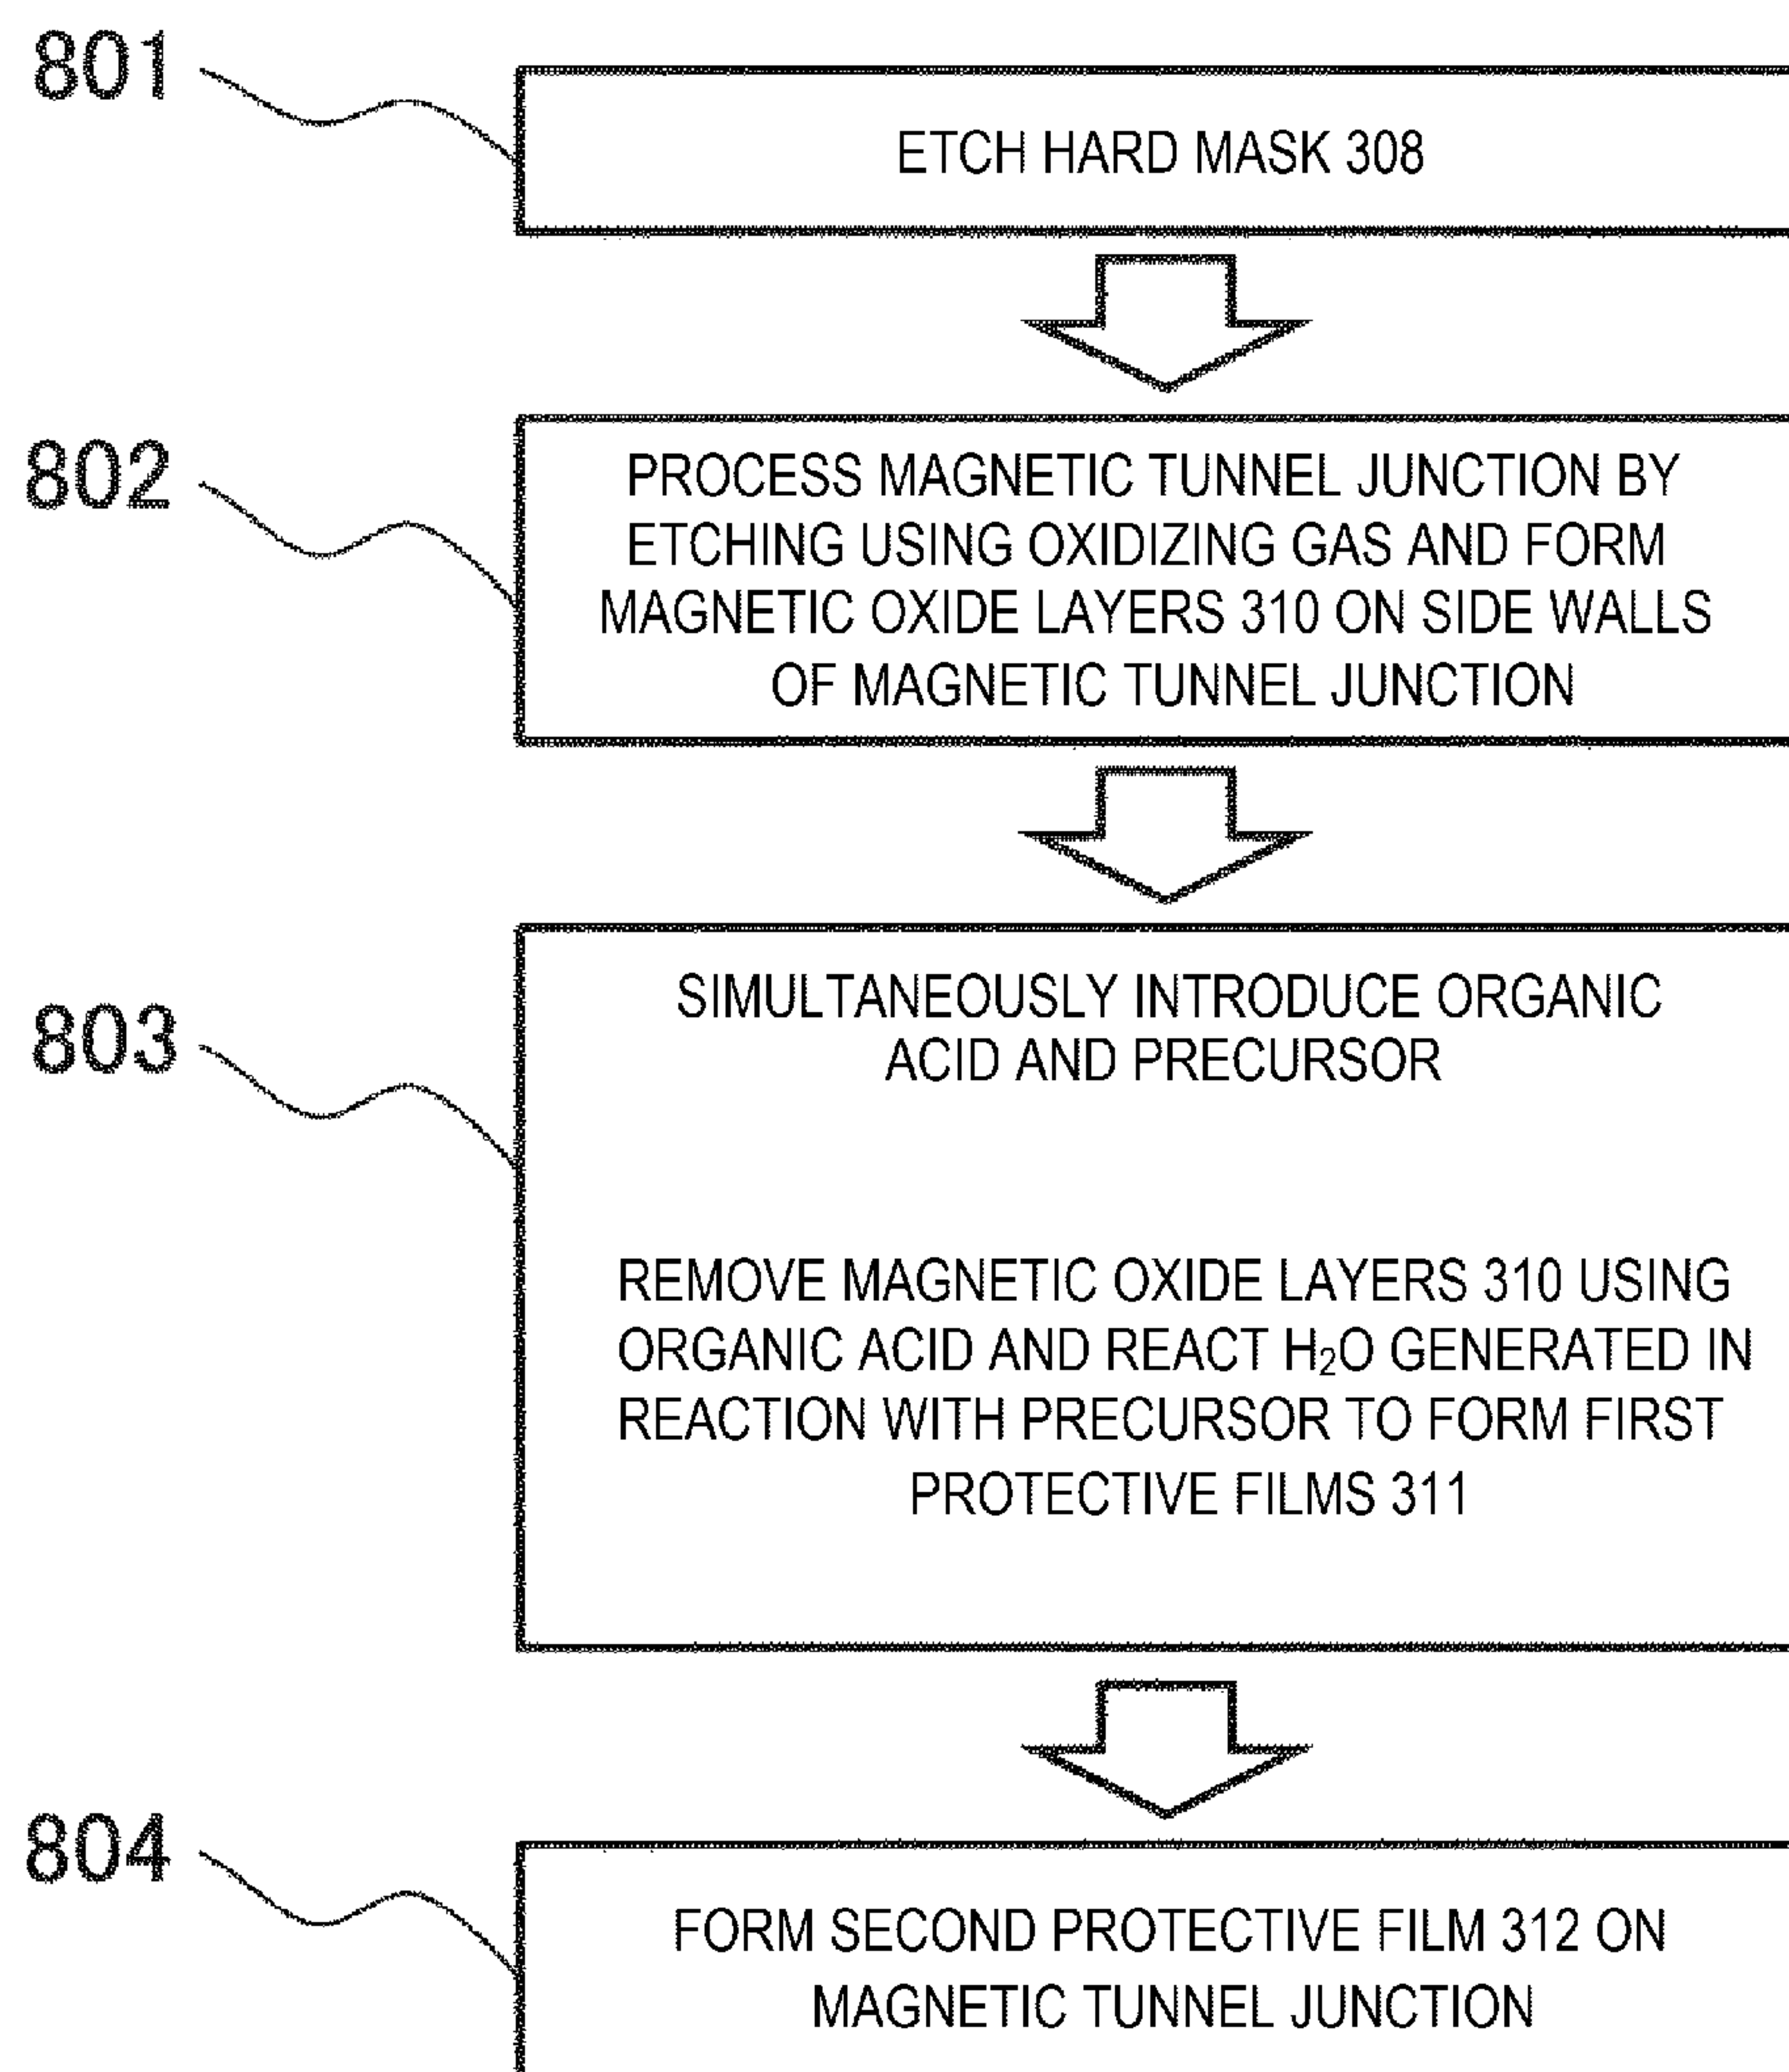 801
ETCH HARD MASK 308
802
PROCESS MAGNETIC TUNNEL JUNCTION BY
ETCHING USING OXIDIZING GAS AND FORM
MAGNETIC OXIDE LAYERS 310 ON SIDE WALLS
OF MAGNETIC TUNNEL JUNCTION
803
SIMULTANEOUSLY INTRODUCE ORGANIC
ACID AND PRECURSOR
REMOVE MAGNETIC OXIDE LAYERS 310 USING
ORGANIC ACID AND REACT H₂O GENERATED IN
REACTION WITH PRECURSOR TO FORM FIRST
PROTECTIVE FILMS 311
804
FORM SECOND PROTECTIVE FILM 312 ON
MAGNETIC TUNNEL JUNCTION